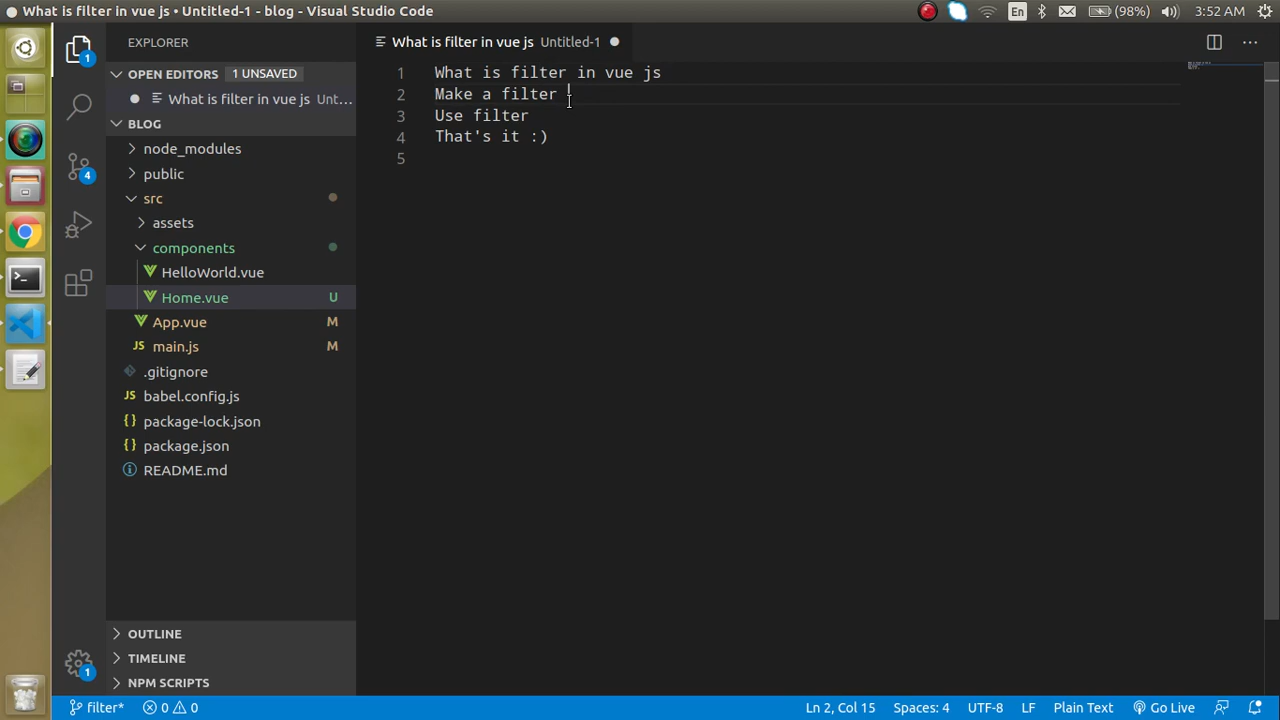 What is filter in vue js • Untitled-1 - blog - Visual Studio Code
En (98%) 3:52 AM
EXPLORER
What is filter in vue js Untitled-1
OPEN EDITORS 1 UNSAVED
What is filter in vue js Unt...
BLOG
node_modules
public
src
assets
components
HelloWorld.vue
Home.vue U
App.vue M
JS main.js M
.gitignore
JS babel.config.js
{} package-lock.json
{} package.json
README.md
OUTLINE
TIMELINE
NPM SCRIPTS
1 What is filter in vue js
2 Make a filter
3 Use filter
4 That's it :)
5
1
4
1
filter* 0 0 Ln 2, Col 15 Spaces: 4 UTF-8 LF Plain Text Go Live